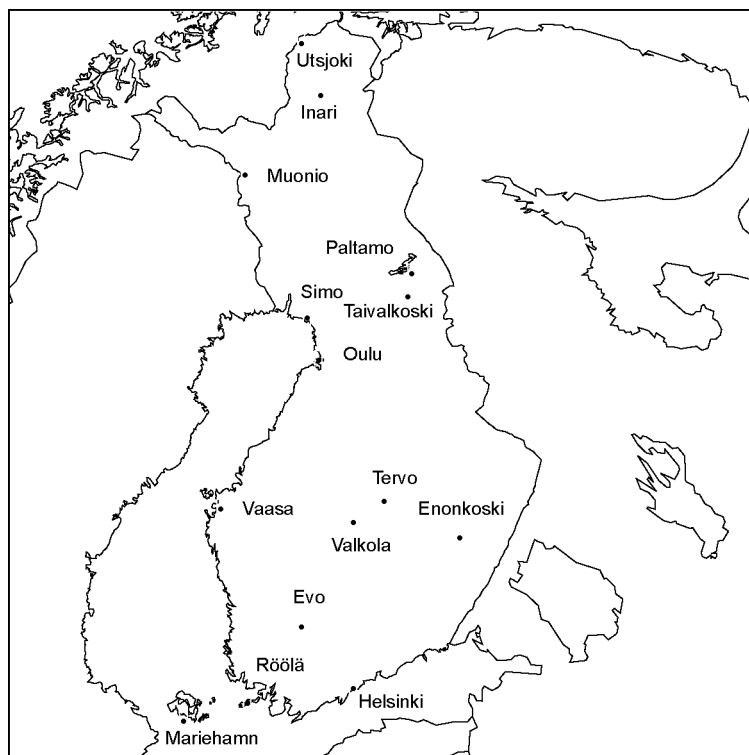 Utsjoki
Inari
Muonio
Paltamo
Simo
Taivalkoski
Oulu
Tervo
Vaasa
Enonkoski
Valkola
Evo
Röölä
Helsinki
Mariehamn